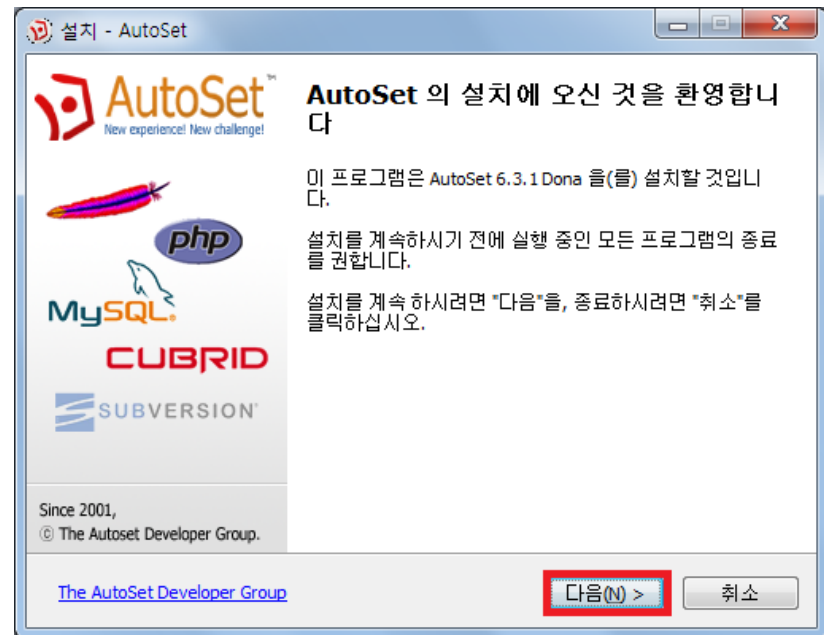 설치 - AutoSet
AutoSet™
New experience! New challenge!
php
MySQL®
CUBRID
SUBVERSION®
Since 2001,
© The Autoset Developer Group.
AutoSet 의 설치에 오신 것을 환영합니
다
이 프로그램은 AutoSet 6.3.1 Dona 을(를) 설치할 것입니
다.
설치를 계속하시기 전에 실행 중인 모든 프로그램의 종료
를 권합니다.
설치를 계속 하시려면 "다음"을, 종료하시려면 "취소"를
클릭하십시오.
The AutoSet Developer Group
다음(N) >
취소